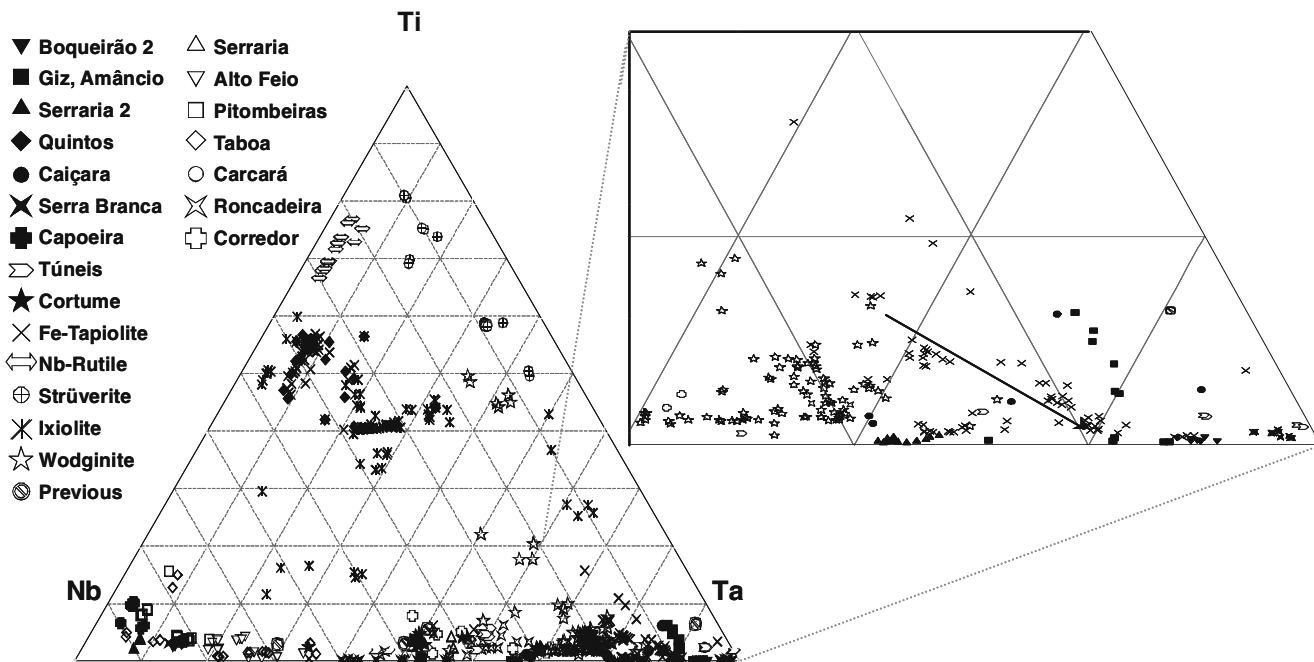 Ti
Boqueirão 2
Giz, Amâncio
Serraria 2
Quintos
Caiçara
Serra Branca
Capoeira
Túneis
Cortume
Fe-Tapiolite
Nb-Rutile
Strüverite
Ixiolite
Wodginite
Previous
Serraria
Alto Feio
Pitombeiras
Taboa
Carcará
Roncadeira
Corredor
Nb
Ta